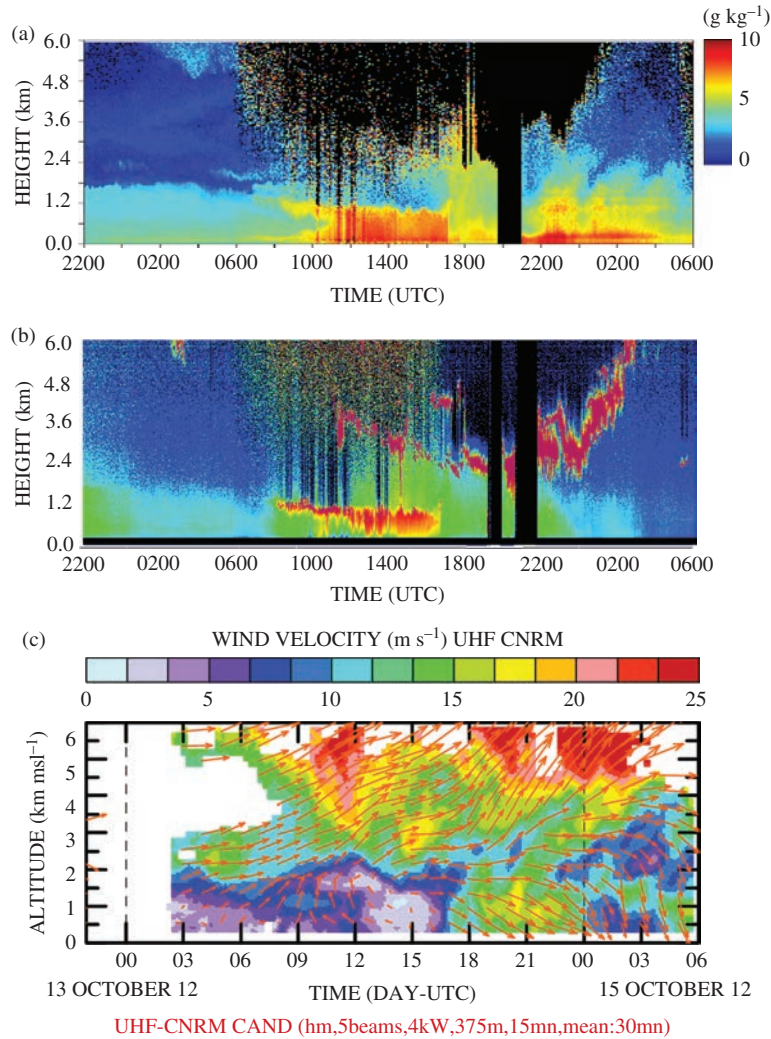 (g kg⁻¹)
(a)
6.0
4.8
3.6
2.4
1.2
0.0
HEIGHT (km)
10
8
6
4
2
0
2200 0200 0600 1000 1400 1800 2200 0200 0600
TIME (UTC)
(b)
6.0
4.8
3.6
2.4
1.2
0.0
HEIGHT (km)
2200 0200 0600 1000 1400 1800 2200 0200 0600
TIME (UTC)
(c)
WIND VELOCITY (m s⁻¹) UHF CNRM
0 5 10 15 20 25
6
5
4
3
2
1
0
ALTITUDE (km msl⁻¹)
00 03 06 09 12 15 18 21 00 03 06
13 OCTOBER 12 TIME (DAY-UTC) 15 OCTOBER 12
UHF-CNRM CAND (hm,5beams,4kW,375m,15mn,mean:30mn)